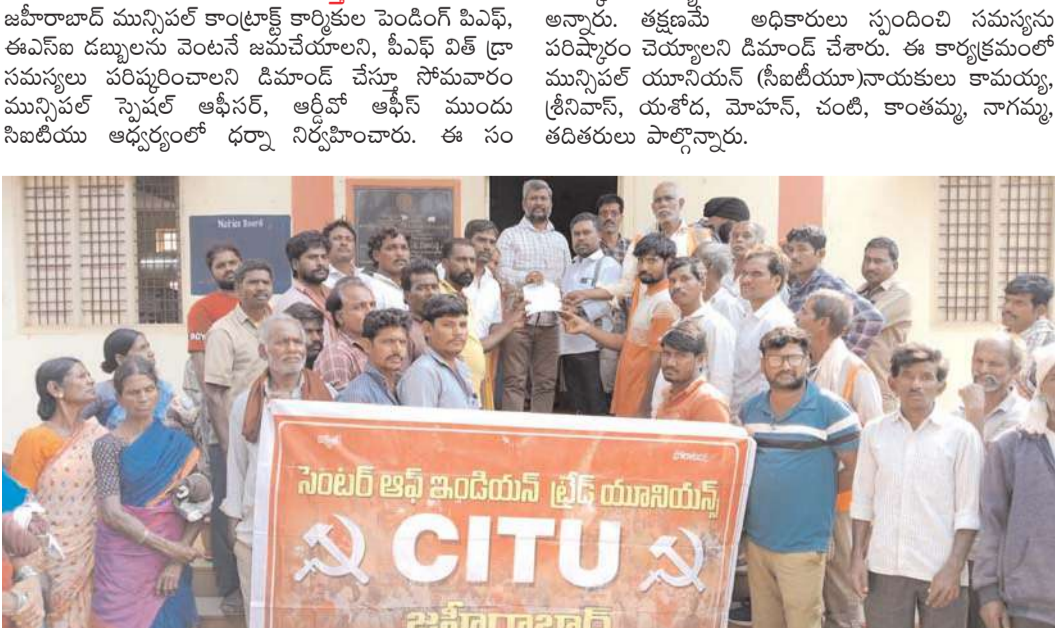 జహీరాబాద్ మున్సిపల్ కాంట్రాక్ట్ కార్మికుల పెండింగ్ పిఎఫ్,
ఈఎస్ఐ డబ్బులను వెంటనే జమచేయాలని, పీఎఫ్ విత్ డ్రా
సమస్యలు పరిష్కరించాలని డిమాండ్ చేస్తూ సోమవారం
మున్సిపల్ స్పెషల్ ఆఫీసర్, ఆర్డీవో ఆఫీస్ ముందు
సిఐటియు ఆధ్వర్యంలో ధర్నా నిర్వహించారు. ఈ సం
అన్నారు. తక్షణమే అధికారులు స్పందించి సమస్యను
పరిష్కారం చెయ్యాలని డిమాండ్ చేశారు. ఈ కార్యక్రమంలో
మున్సిపల్ యూనియన్ (సీఐటీయూ)నాయకులు కామయ్య,
శ్రీనివాస్, యశోద, మోహన్, చంటి, కాంతమ్మ, నాగమ్మ,
తదితరులు పాల్గొన్నారు.
Notice Board
సెంటర్ ఆఫ్ ఇండియన్ ట్రేడ్ యూనియన్స్
CITU
జహీరాబాద్